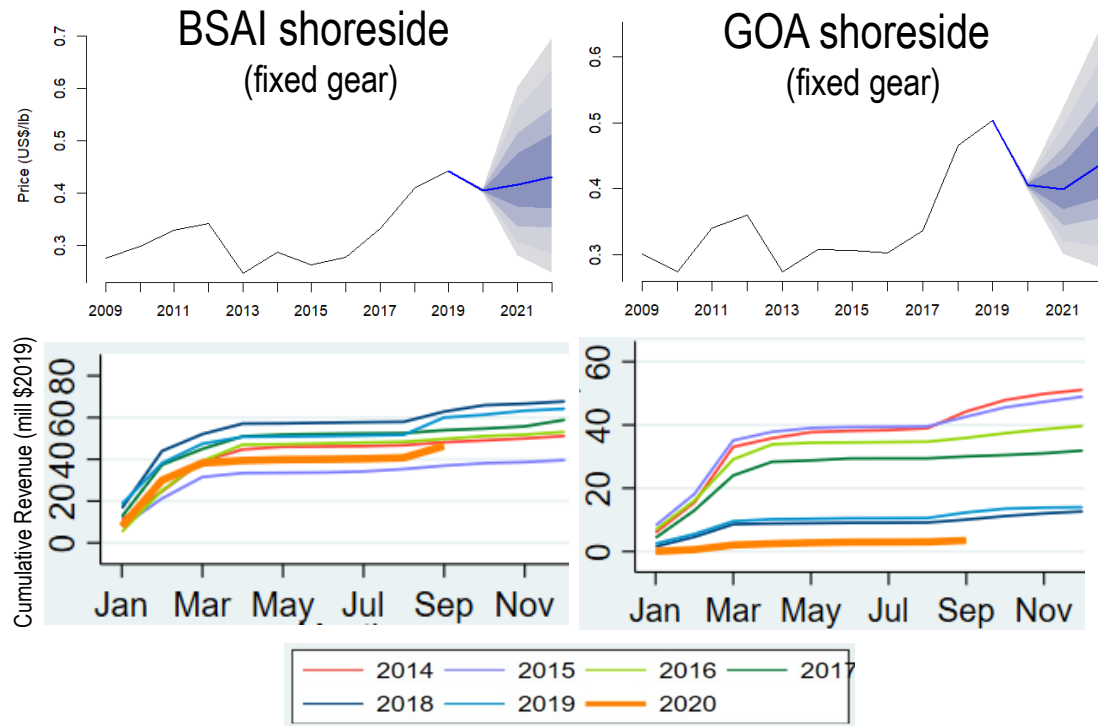 BSAI shoreside
(fixed gear)
GOA shoreside
(fixed gear)
Price (US$/lb)
0.7
0.6
0.5
0.4
0.3
2009 2011 2013 2015 2017 2019 2021
0.6
0.5
0.4
0.3
2009 2011 2013 2015 2017 2019 2021
Cumulative Revenue (mill $2019)
80
60
40
20
0
Jan Mar May Jul Sep Nov
60
40
20
0
Jan Mar May Jul Sep Nov
2014 2015 2016 2017
2018 2019 2020